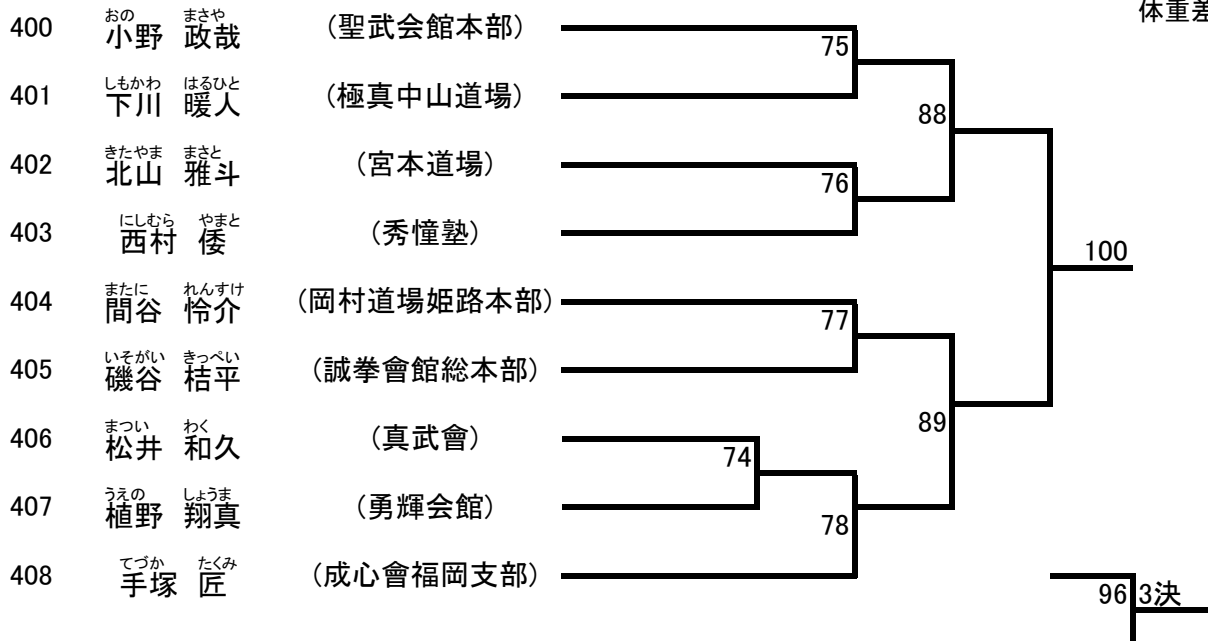 体重差
おの まさや
400 小野 政哉 (聖武会館本部)
75
しもかわ はるひと
401 下川 暖人 (極真中山道場)
88
きたやま まさと
402 北山 雅斗 (宮本道場)
76
にしむら やまと
403 西村 倭 (秀憧塾)
100
またに れんすけ
404 間谷 怜介 (岡村道場姫路本部)
77
いそがい きっぺい
405 磯谷 桔平 (誠拳會館総本部)
89
まつい わく
406 松井 和久 (真武會)
74
うえの しょうま
407 植野 翔真 (勇輝会館)
78
てづか たくみ
408 手塚 匠 (成心會福岡支部)
96 3決